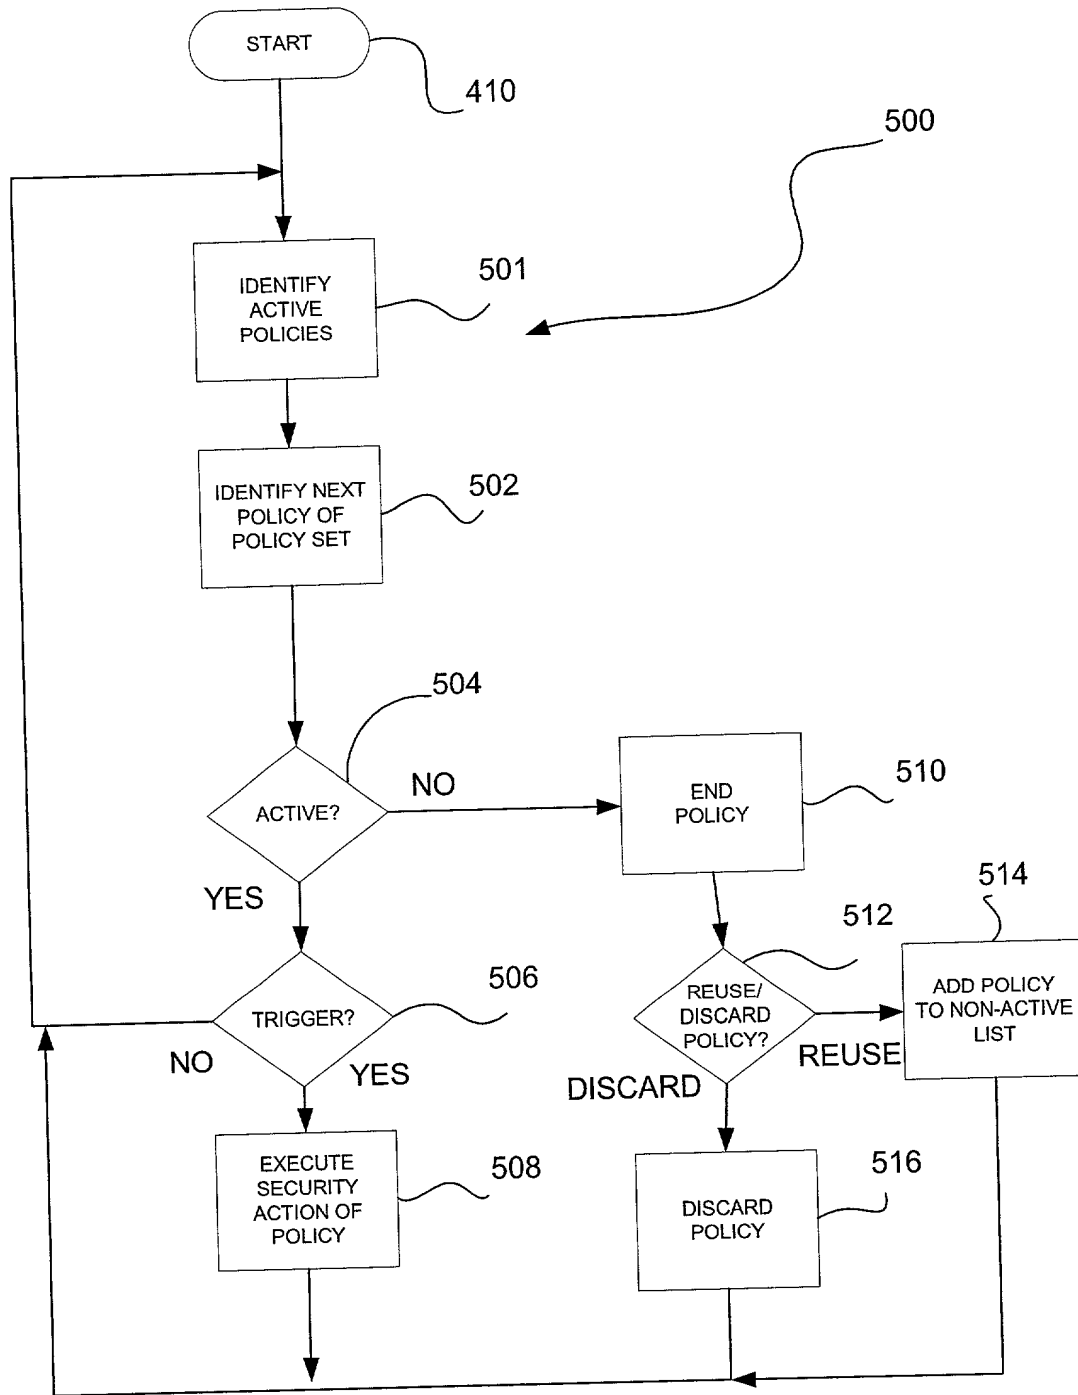 START
410
500
IDENTIFY
ACTIVE
POLICIES
501
IDENTIFY NEXT
POLICY OF
POLICY SET
502
504
ACTIVE?
NO
YES
END
POLICY
510
514
512
TRIGGER?
506
NO
YES
REUSE/
DISCARD
POLICY?
REUSE
DISCARD
ADD POLICY
TO NON-ACTIVE
LIST
EXECUTE
SECURITY
ACTION OF
POLICY
508
DISCARD
POLICY
516